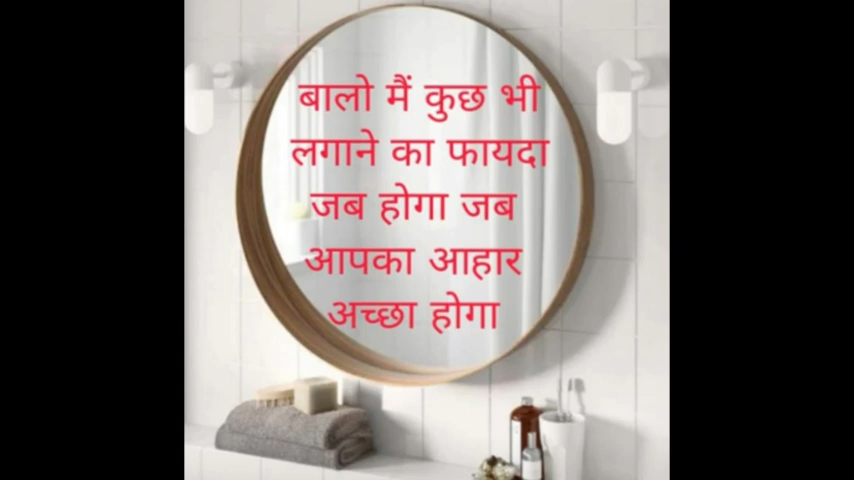 बालो मैं कुछ भी
लगाने का फायदा
जब होगा जब
आपका आहार
अच्छा होगा